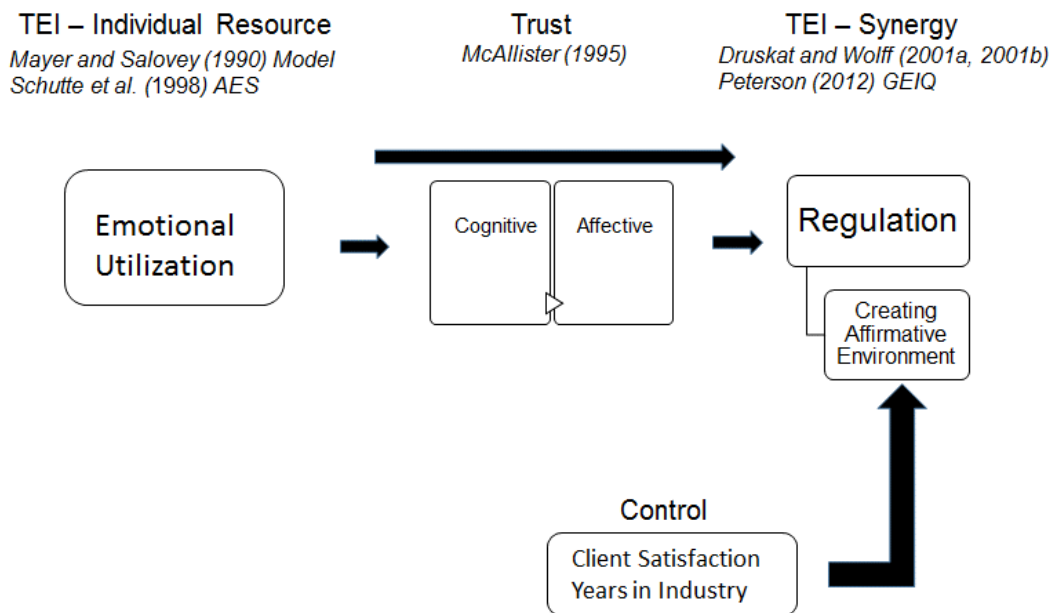 TEI – Individual Resource
Mayer and Salovey (1990) Model
Schutte et al. (1998) AES
Trust
McAllister (1995)
TEI – Synergy
Druskat and Wolff (2001a, 2001b)
Peterson (2012) GEIQ
Emotional
Utilization
Cognitive
Affective
Regulation
Creating
Affirmative
Environment
Control
Client Satisfaction
Years in Industry